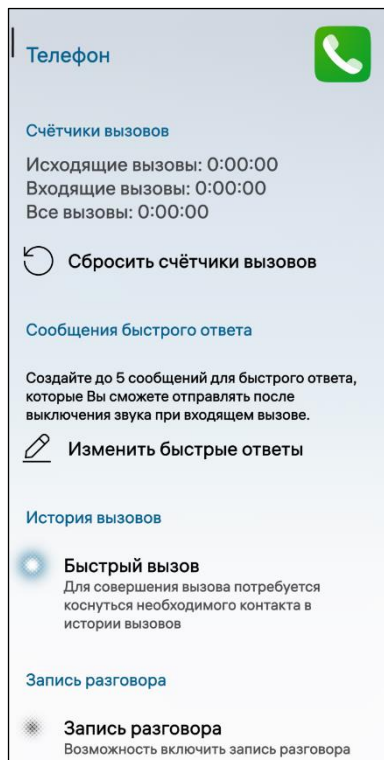 Телефон
Счётчики вызовов
Исходящие вызовы: 0:00:00
Входящие вызовы: 0:00:00
Все вызовы: 0:00:00
Сбросить счётчики вызовов
Сообщения быстрого ответа
Создайте до 5 сообщений для быстрого ответа,
которые Вы сможете отправлять после
выключения звука при входящем вызове.
Изменить быстрые ответы
История вызовов
Быстрый вызов
Для совершения вызова потребуется
коснуться необходимого контакта в
истории вызовов
Запись разговора
Запись разговора
Возможность включить запись разговора